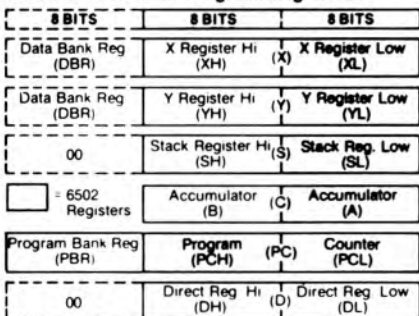 8 BITS 8 BITS 8 BITS
Data Bank Reg X Register Hi (X) X Register Low
(DBR) (XH) (XL)
Data Bank Reg Y Register Hi (Y) Y Register Low
(DBR) (YH) (YL)
00 Stack Register Hi (S) Stack Reg. Low
(SH) (SL)
= 6502 Accumulator (C) Accumulator
Registers (B) (A)
Program Bank Reg Program (PC) Counter
(PBR) (PCH) (PCL)
00 Direct Reg. Hi (D) Direct Reg. Low
(DH) (DL)